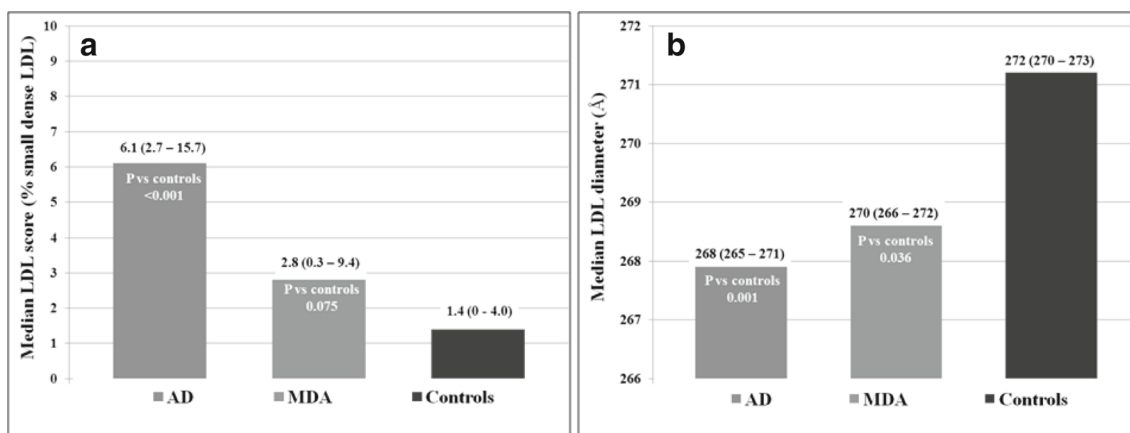 a
Median LDL score (% small dense LDL)
10
9
8
7
6
5
4
3
2
1
0
6.1 (2.7 – 15.7)
P vs controls
<0.001
2.8 (0.3 – 9.4)
P vs controls
0.075
1.4 (0 - 4.0)
AD
MDA
Controls
b
Median LDL diameter (Å)
272
271
270
269
268
267
266
268 (265 – 271)
P vs controls
0.001
270 (266 – 272)
P vs controls
0.036
272 (270 – 273)
AD
MDA
Controls